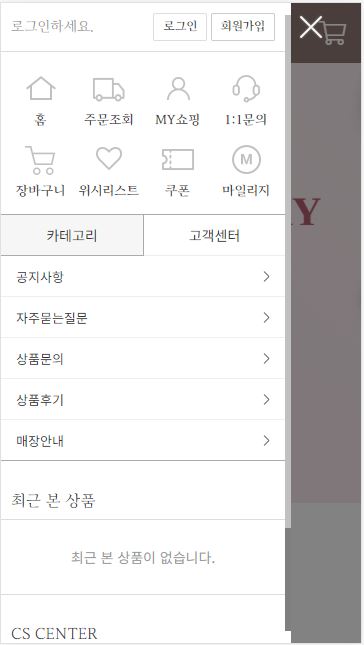 로그인하세요. 로그인 회원가입
홈 주문조회 MY쇼핑 1:1문의
M
장바구니 위시리스트 쿠폰 마일리지
카테고리 고객센터
공지사항
자주묻는질문
상품문의
상품후기
매장안내
최근 본 상품
최근 본 상품이 없습니다.
CS CENTER